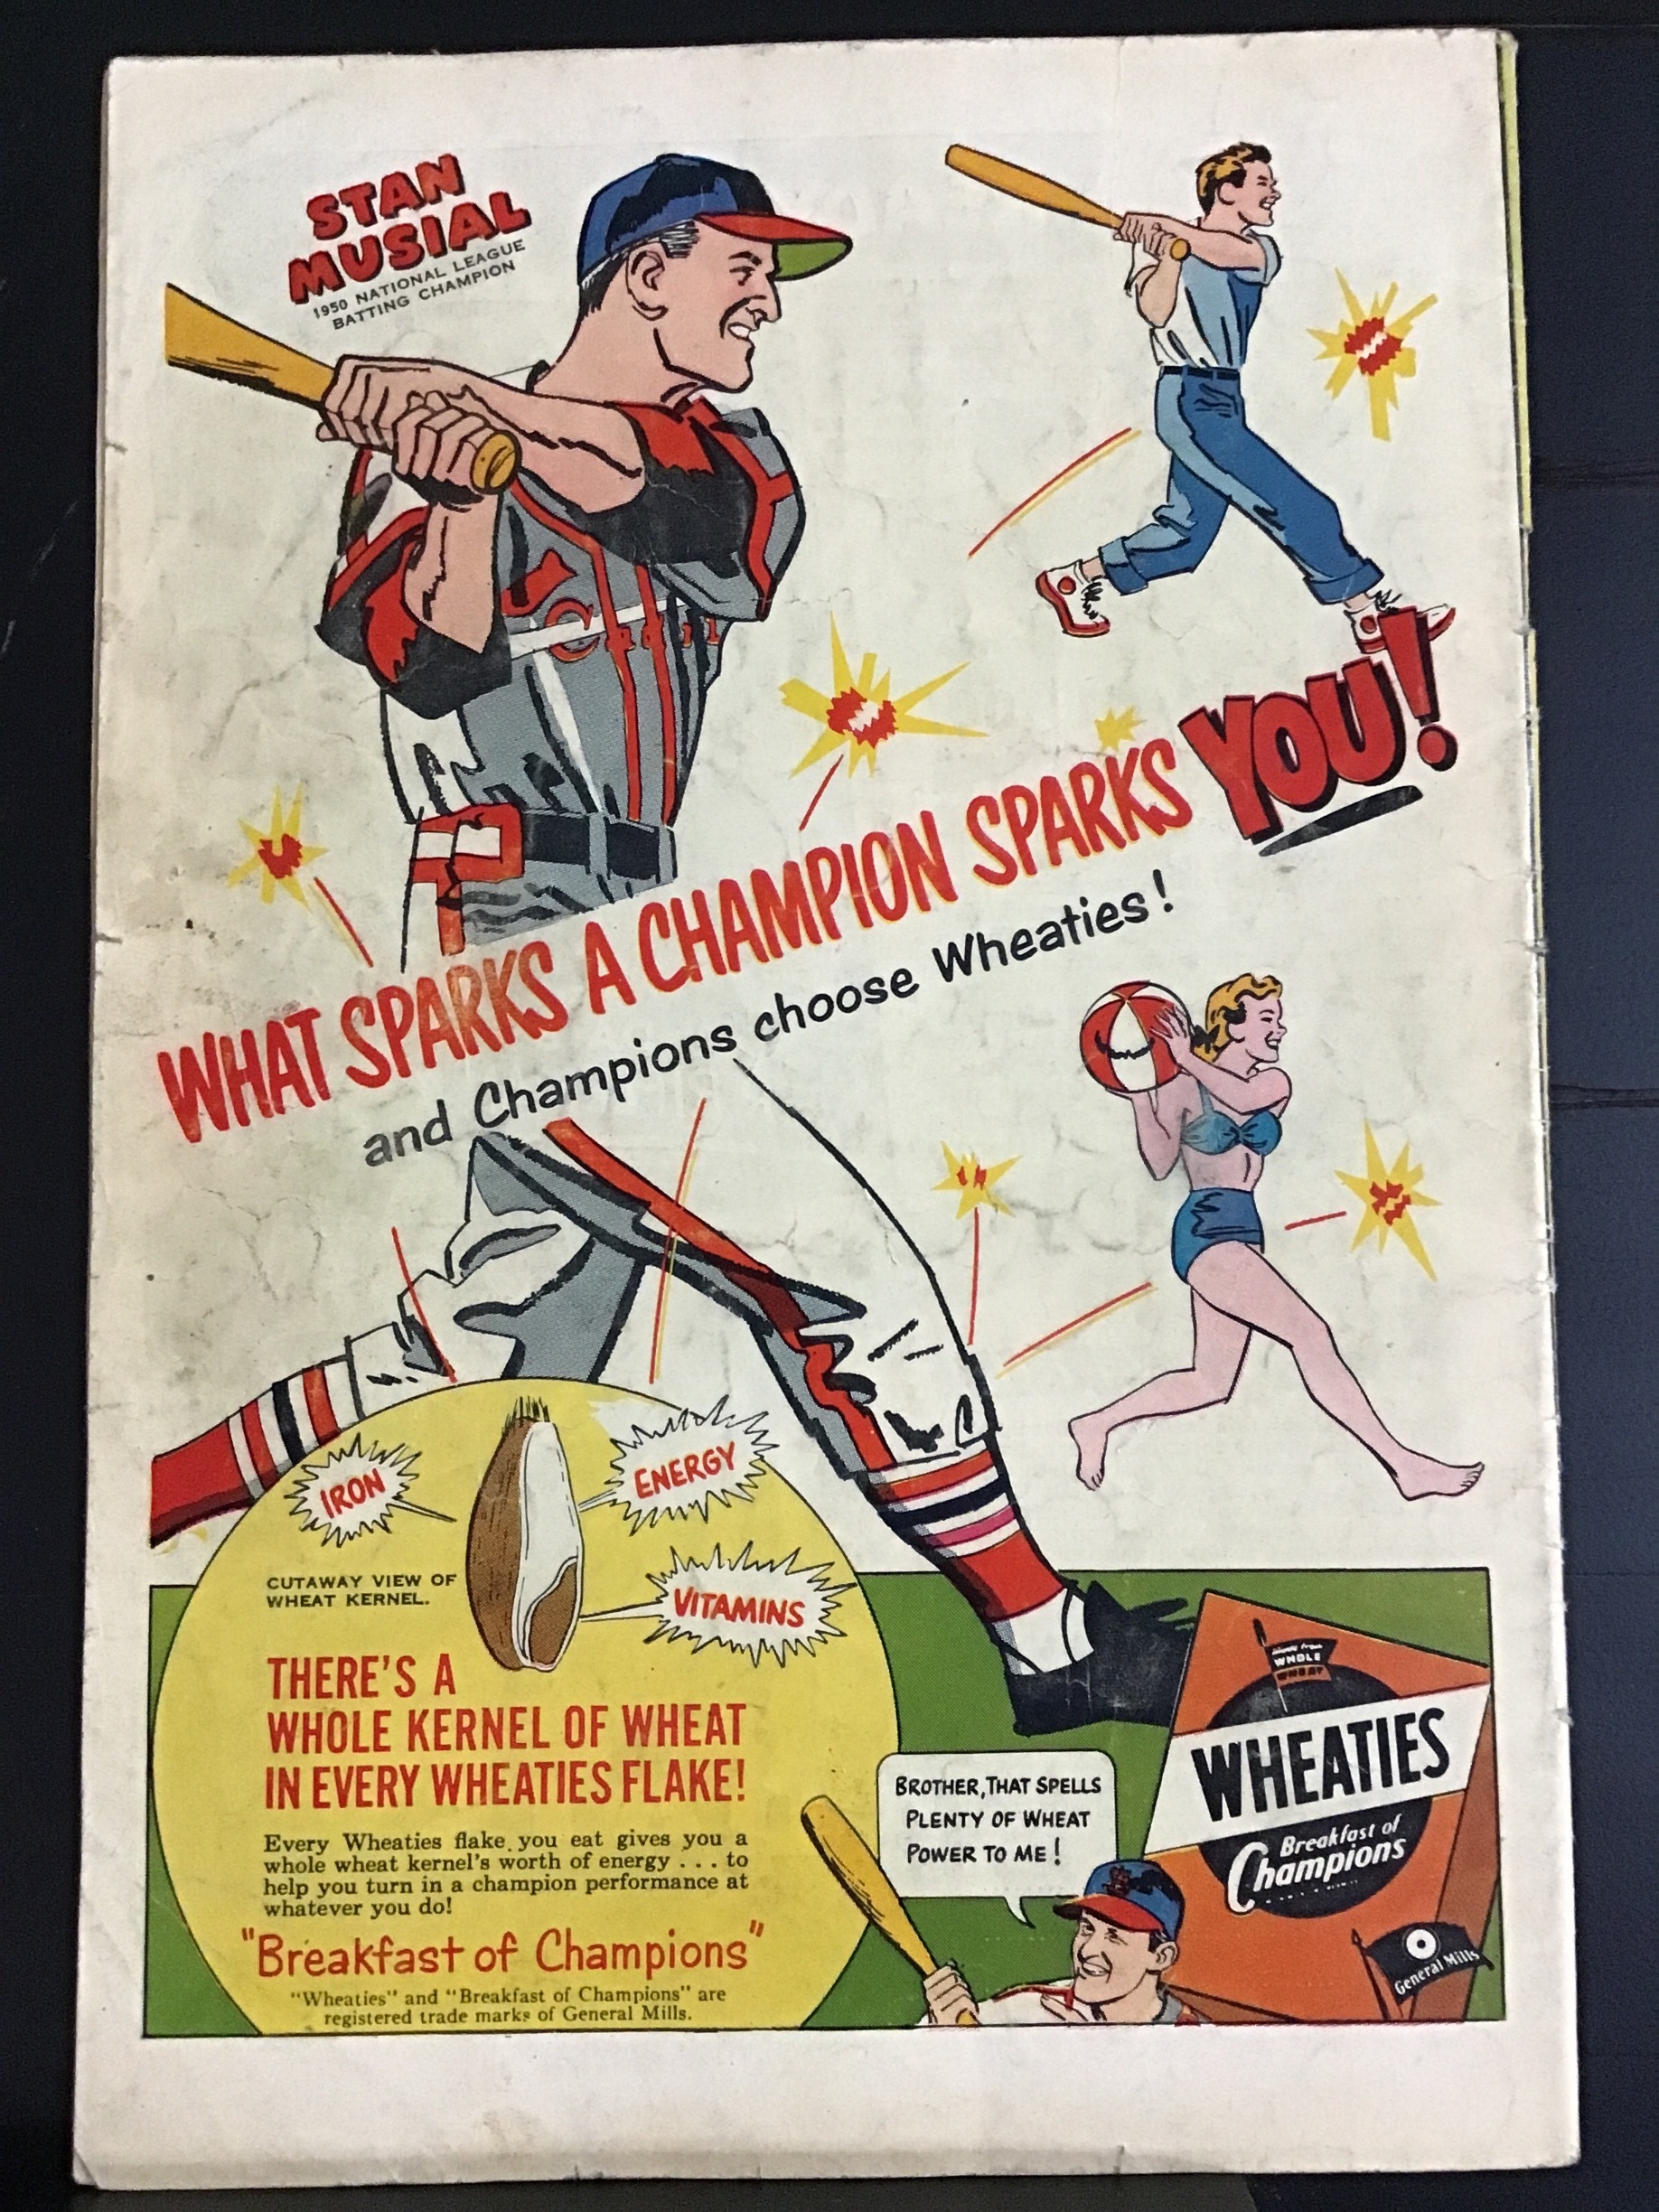 STAN
MUSIAL
1950 NATIONAL LEAGUE
BATTING CHAMPION
WHAT SPARKS A CHAMPION SPARKS YOU!
and Champions choose Wheaties!
IRON
ENERGY
CUTAWAY VIEW OF
WHEAT KERNEL.
VITAMINS
THERE'S A
WHOLE KERNEL OF WHEAT
IN EVERY WHEATIES FLAKE!
Every Wheaties flake you eat gives you a
whole wheat kernel's worth of energy . . . to
help you turn in a champion performance at
whatever you do!
"Breakfast of Champions"
"Wheaties" and "Breakfast of Champions" are
registered trade marks of General Mills.
BROTHER, THAT SPELLS
PLENTY OF WHEAT
POWER TO ME!
WHOLE
WHEAT
WHEATIES
Breakfast of
Champions
General Mills